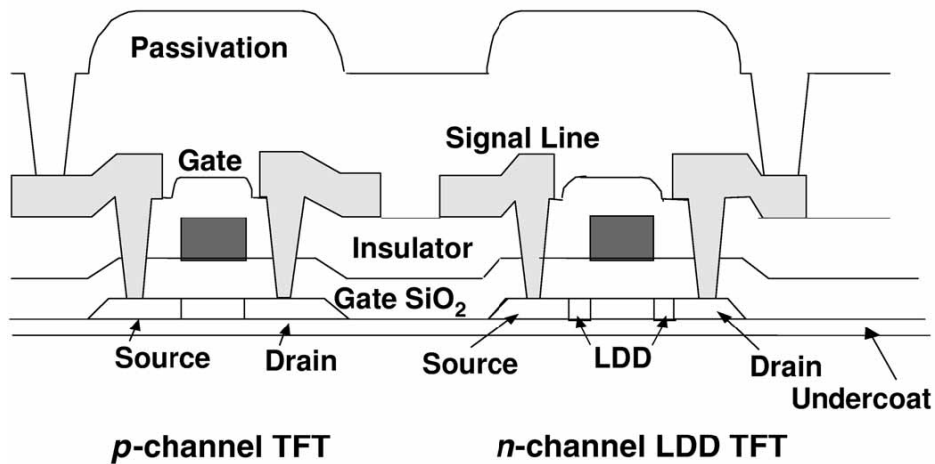 Passivation
Signal Line
Gate
Insulator
Gate SiO₂
Source
Drain
Source
LDD
Drain
Undercoat
p-channel TFT
n-channel LDD TFT